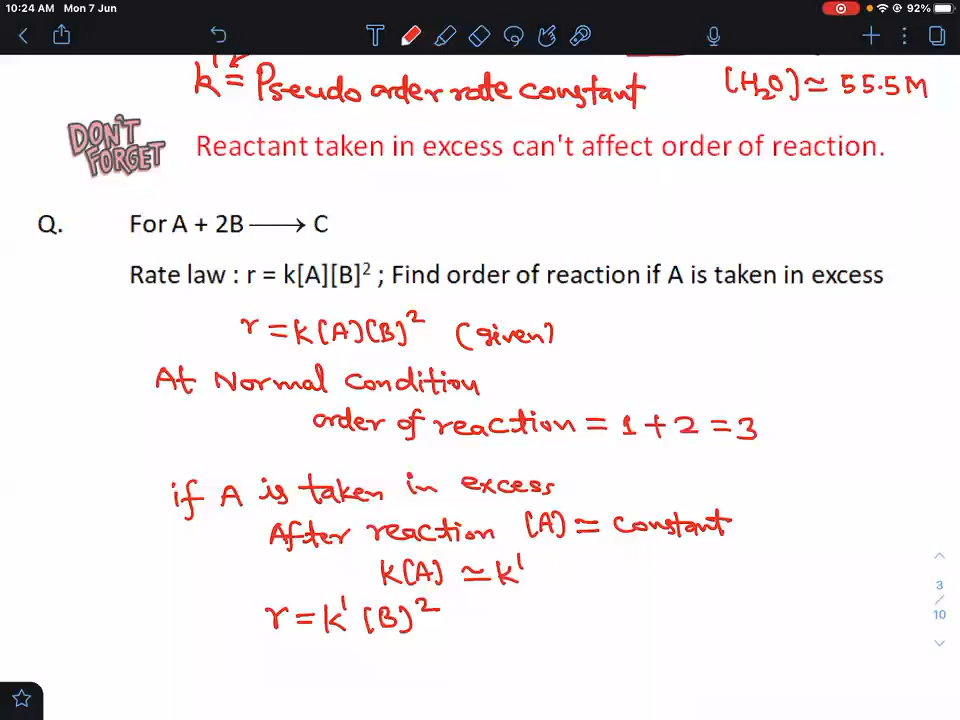 10:24 AM Mon 7 Jun
92%
k' = Pseudo order rate constant [H2O] ≃ 55.5M
DON'T FORGET
Reactant taken in excess can't affect order of reaction.
Q. For A + 2B ⟶ C
Rate law : r = k[A][B]² ; Find order of reaction if A is taken in excess
r = k[A][B]² (given)
At Normal Condition
order of reaction = 1 + 2 = 3
if A is taken in excess
After reaction [A] ≃ constant
k[A] ≃ k'
r = k' [B]²
3
/
10